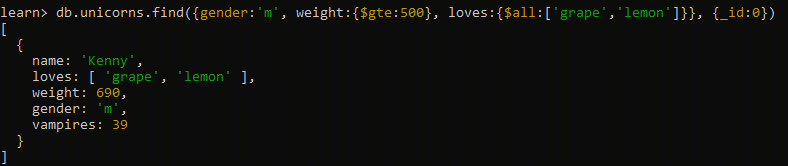 learn> db.unicorns.find({gender:'m', weight:{$gte:500}, loves:{$all:['grape','lemon']}}, {_id:0})
[
  {
    name: 'Kenny',
    loves: [ 'grape', 'lemon' ],
    weight: 690,
    gender: 'm',
    vampires: 39
  }
]